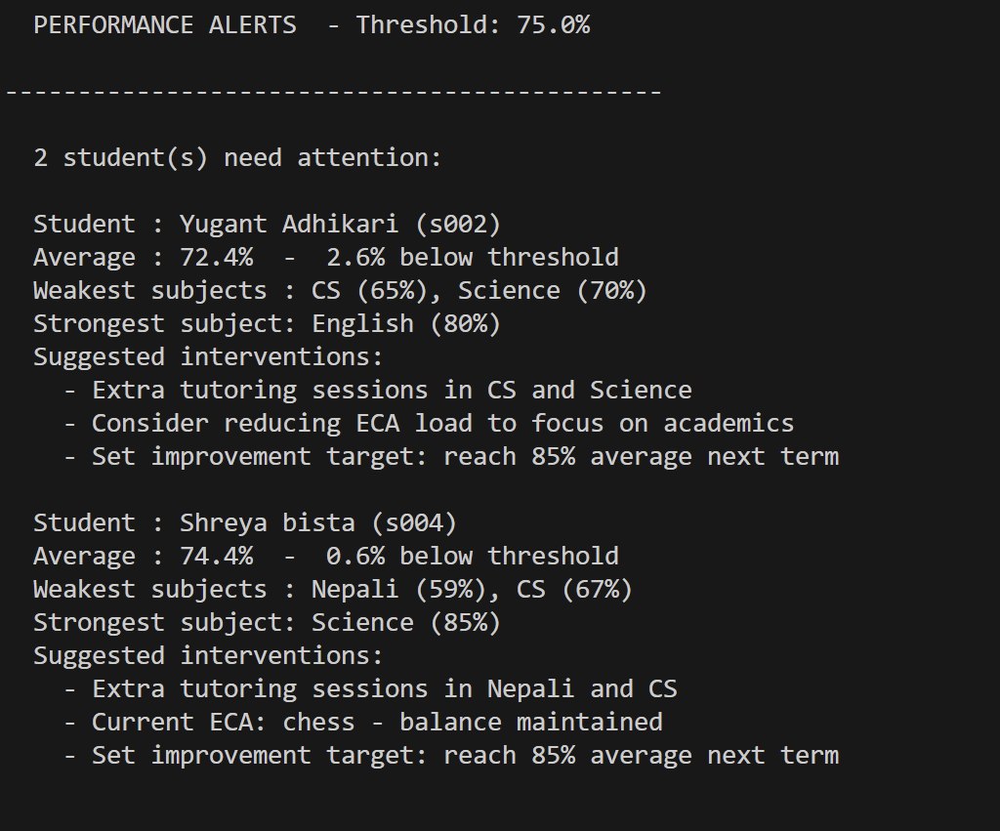 PERFORMANCE ALERTS  - Threshold: 75.0%
---------------------------------------------
2 student(s) need attention:
Student : Yugant Adhikari (s002)
Average : 72.4%  -  2.6% below threshold
Weakest subjects : CS (65%), Science (70%)
Strongest subject: English (80%)
Suggested interventions:
- Extra tutoring sessions in CS and Science
- Consider reducing ECA load to focus on academics
- Set improvement target: reach 85% average next term
Student : Shreya bista (s004)
Average : 74.4%  -  0.6% below threshold
Weakest subjects : Nepali (59%), CS (67%)
Strongest subject: Science (85%)
Suggested interventions:
- Extra tutoring sessions in Nepali and CS
- Current ECA: chess - balance maintained
- Set improvement target: reach 85% average next term